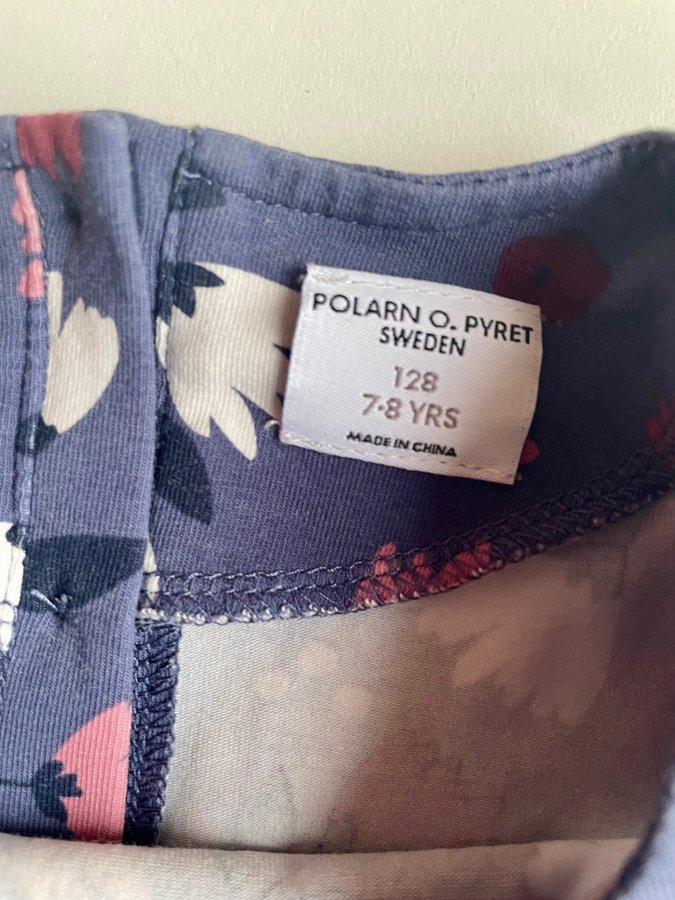 POLARN O. PYRET
SWEDEN
128
7-8 YRS
MADE IN CHINA